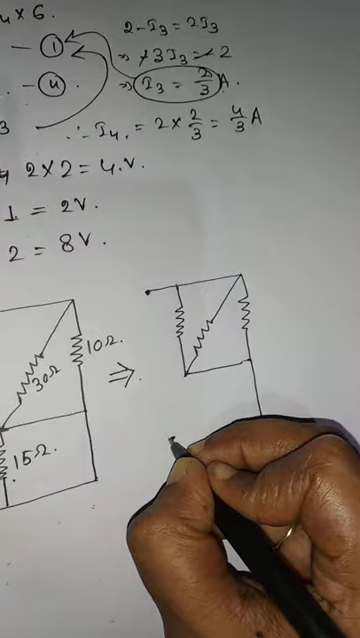 4 × 6.
2 - I₃ = 2I₃
— ① ⇒ -3I₃ = -2
. — ④ . ⇒ I₃ = 2/3 A.
3 ∴ I₄ = 2 × 2/3 = 4/3 A
2 × 2 = 4 V.
1 = 2V.
2 = 8V.
10Ω.
30Ω
⇒
15Ω.